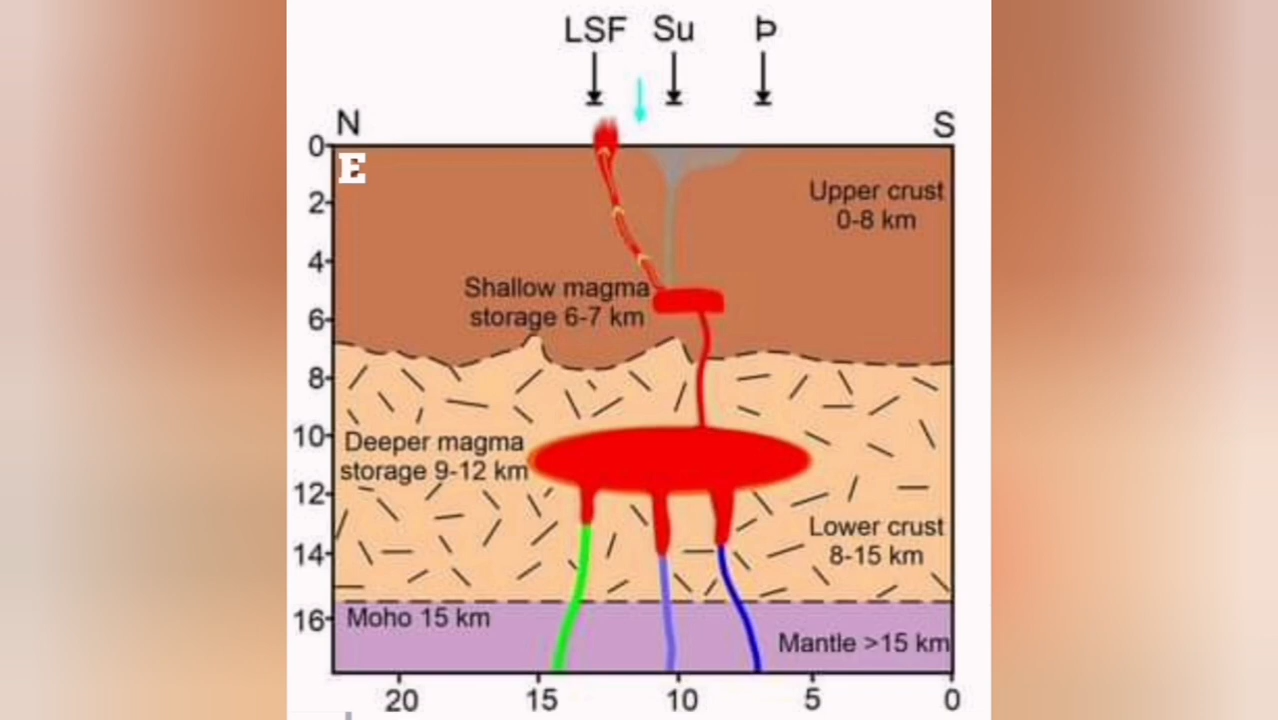 LSF Su Þ
N S
0
E
Upper crust
0-8 km
2
4
Shallow magma
storage 6-7 km
6
8
10
Deeper magma
storage 9-12 km
12
Lower crust
8-15 km
14
16
Moho 15 km
Mantle >15 km
20 15 10 5 0